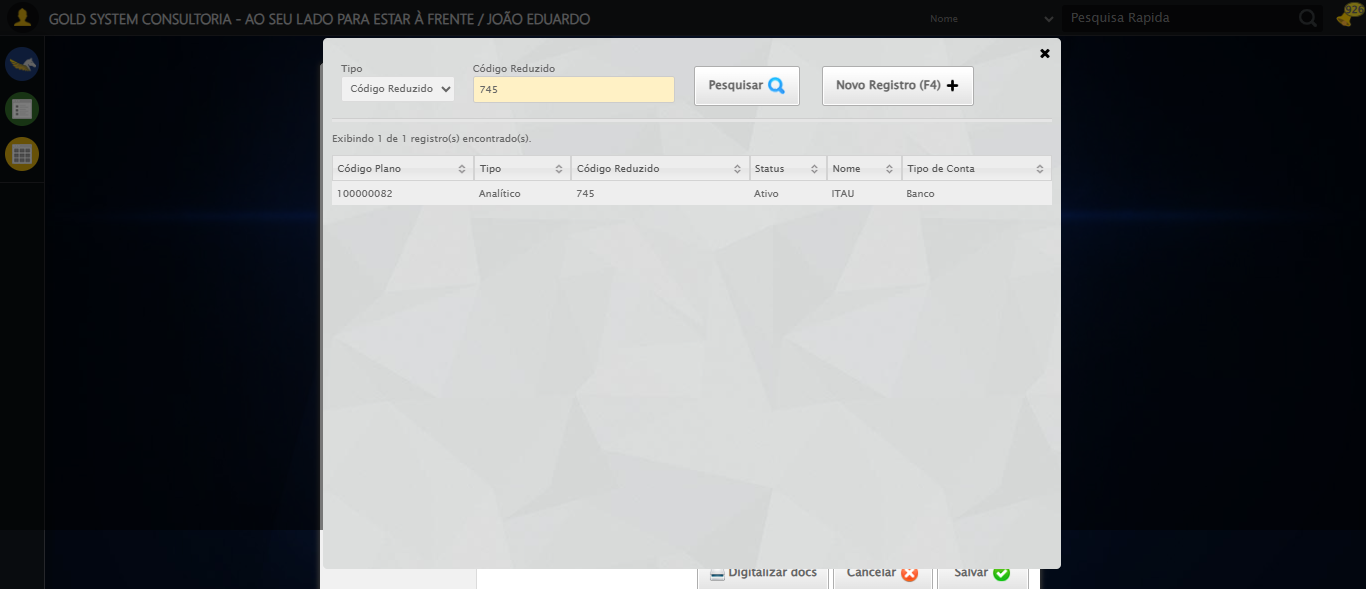 GOLD SYSTEM CONSULTORIA - AO SEU LADO PARA ESTAR À FRENTE / JOÃO EDUARDO
Nome
Pesquisa Rapida
926
Tipo
Código Reduzido
Código Reduzido
745
Pesquisar
Novo Registro (F4)
Exibindo 1 de 1 registro(s) encontrado(s).
Código Plano Tipo Código Reduzido Status Nome Tipo de Conta
100000082 Analítico 745 Ativo ITAU Banco
Digitalizar docs Cancelar Salvar